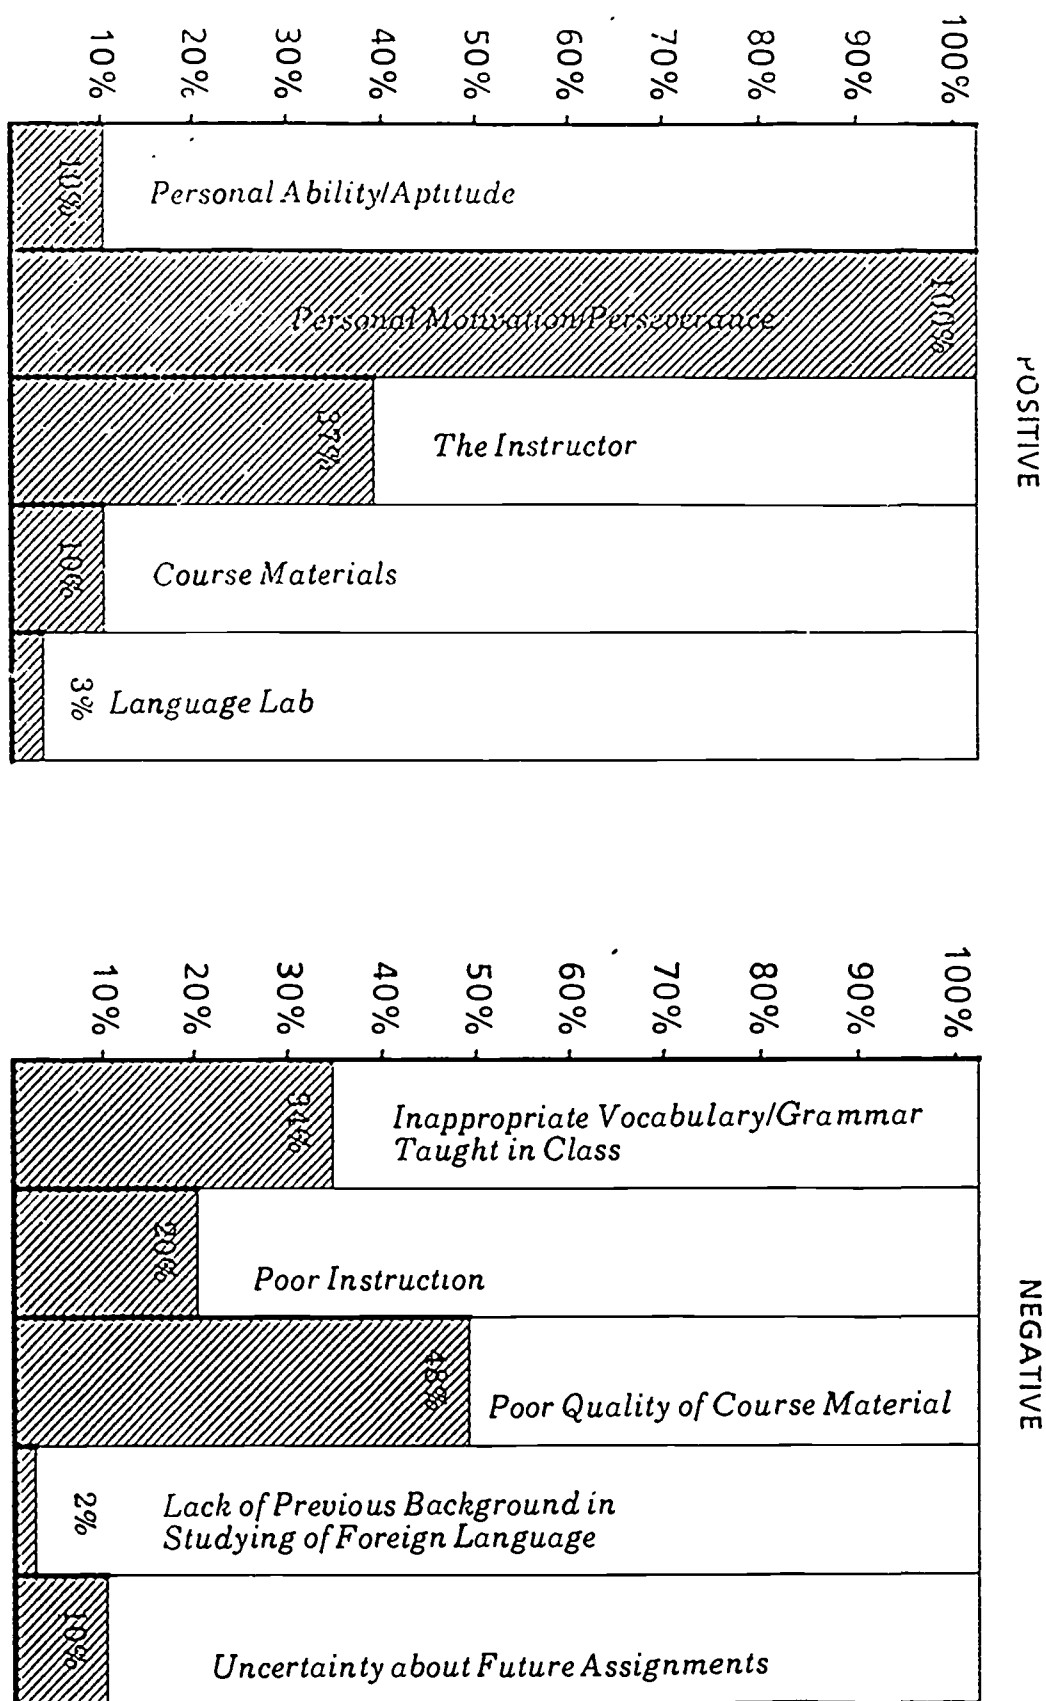 POSITIVE
100%
90%
80%
70%
60%
50%
40%
30%
20%
10%
10%
Personal Ability/Aptitude
100%
Personal Motivation/Perseverance
37%
The Instructor
10%
Course Materials
3%
Language Lab
NEGATIVE
100%
90%
80%
70%
60%
50%
40%
30%
20%
10%
34%
Inappropriate Vocabulary/Grammar
Taught in Class
20%
Poor Instruction
48%
Poor Quality of Course Material
2%
Lack of Previous Background in
Studying of Foreign Language
10%
Uncertainty about Future Assignments